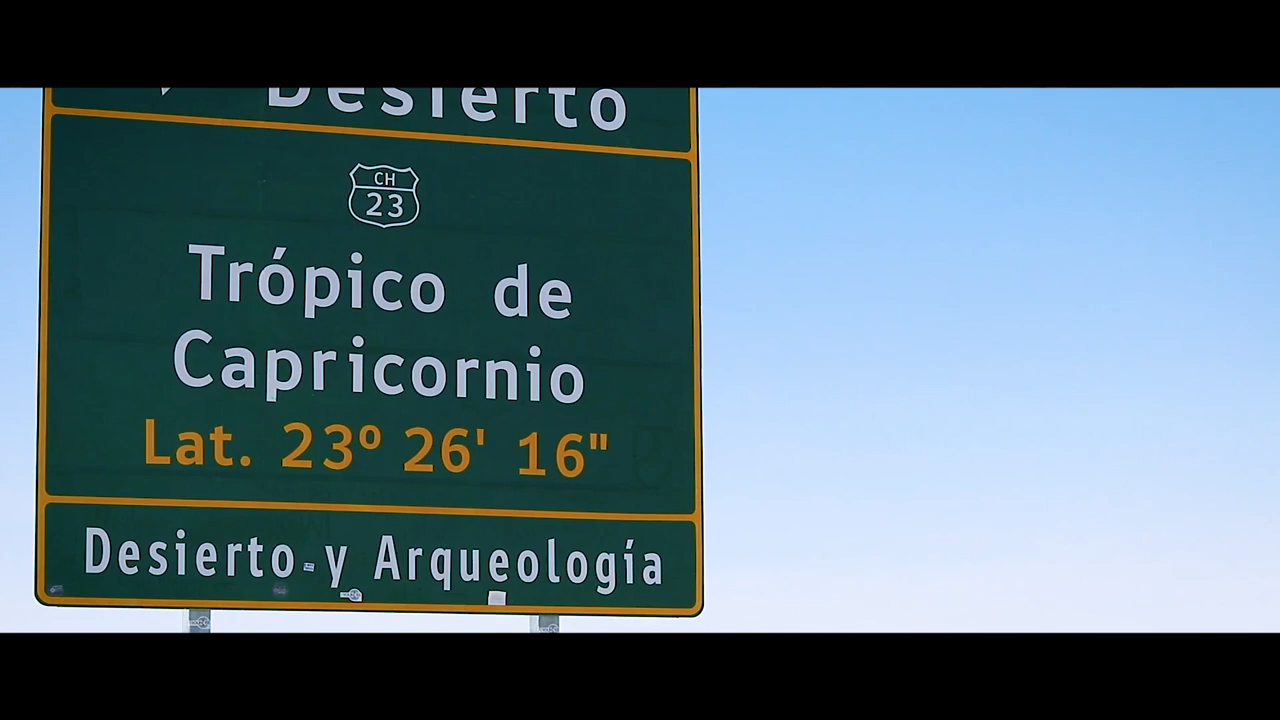 Desierto
CH
23
Trópico de
Capricornio
Lat. 23º 26' 16"
Desierto y Arqueología